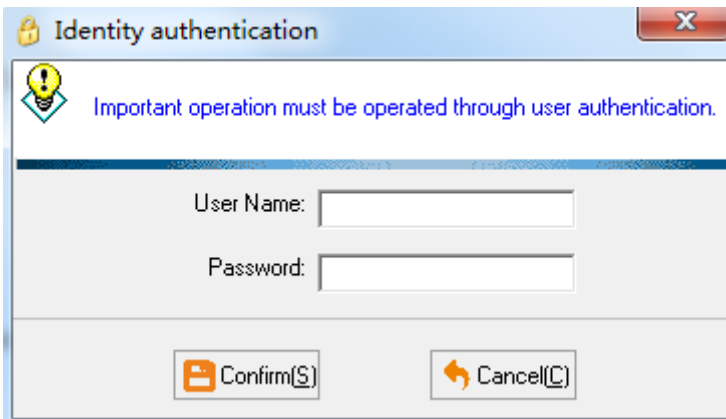 Identity authentication
Important operation must be operated through user authentication.
User Name:
Password:
Confirm(S)
Cancel(C)